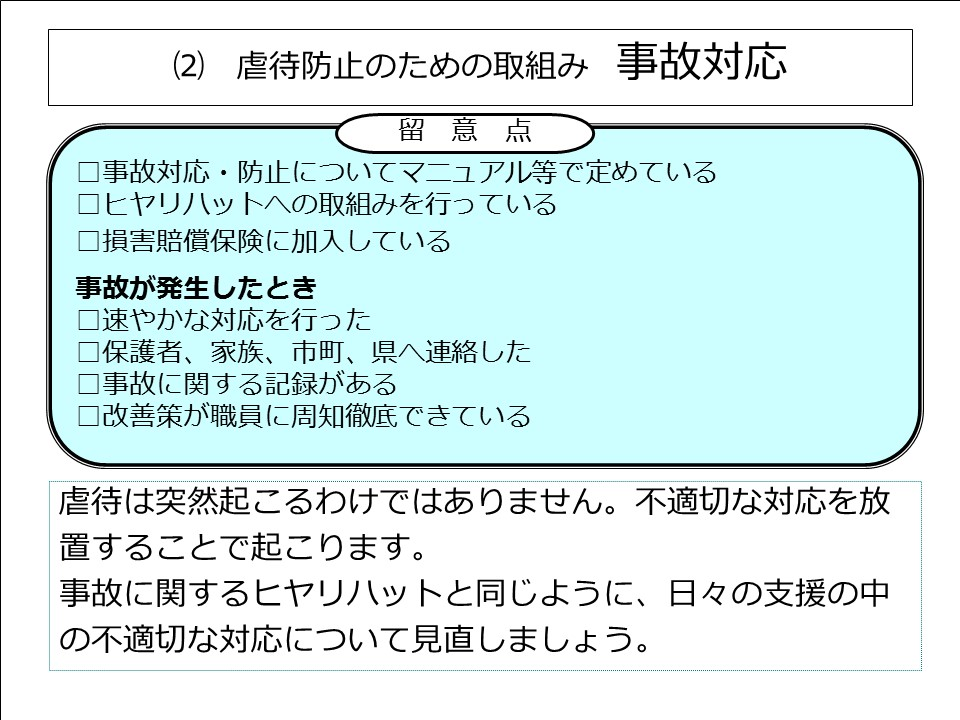 ⑵　虐待防止のための取組み　事故対応
留　意　点
□事故対応・防止についてマニュアル等で定めている
□ヒヤリハットへの取組みを行っている
□損害賠償保険に加入している
事故が発生したとき
□速やかな対応を行った
□保護者、家族、市町、県へ連絡した
□事故に関する記録がある
□改善策が職員に周知徹底できている
虐待は突然起こるわけではありません。不適切な対応を放
置することで起こります。
事故に関するヒヤリハットと同じように、日々の支援の中
の不適切な対応について見直しましょう。